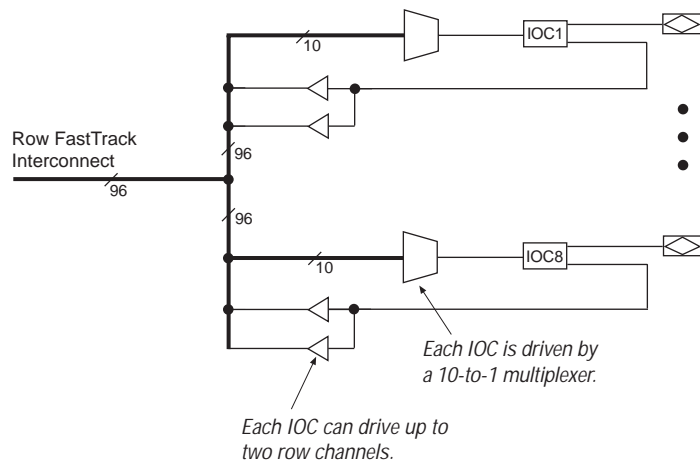 10
IOC1
Row FastTrack
Interconnect
96
96
96
10
IOC8
Each IOC is driven by
a 10-to-1 multiplexer.
Each IOC can drive up to
two row channels.